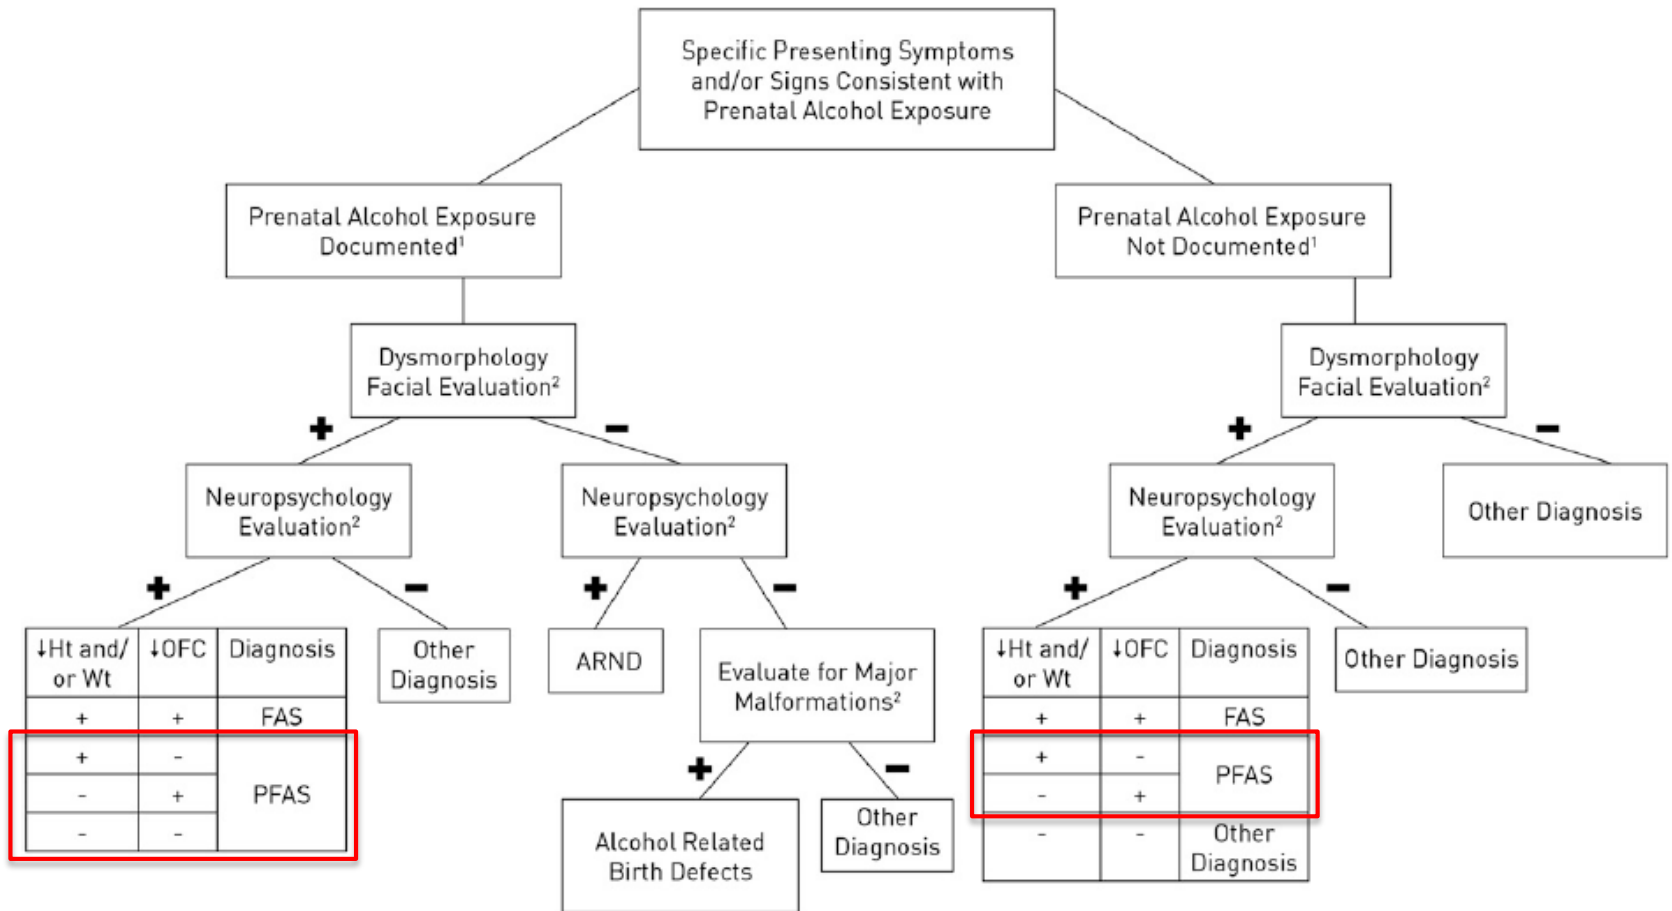 Specific Presenting Symptoms
and/or Signs Consistent with
Prenatal Alcohol Exposure
Prenatal Alcohol Exposure
Documented¹
Prenatal Alcohol Exposure
Not Documented¹
Dysmorphology
Facial Evaluation²
Dysmorphology
Facial Evaluation²
+
−
+
−
Neuropsychology
Evaluation²
Neuropsychology
Evaluation²
Neuropsychology
Evaluation²
Other Diagnosis
+
−
+
−
+
−
↓Ht and/
or Wt
↓OFC
Diagnosis
+ + FAS
+ -
- +
PFAS
- -
Other
Diagnosis
ARND
Evaluate for Major
Malformations²
+
−
Alcohol Related
Birth Defects
Other
Diagnosis
↓Ht and/
or Wt
↓OFC
Diagnosis
+ + FAS
+ -
PFAS
- +
- - Other
Diagnosis
Other Diagnosis